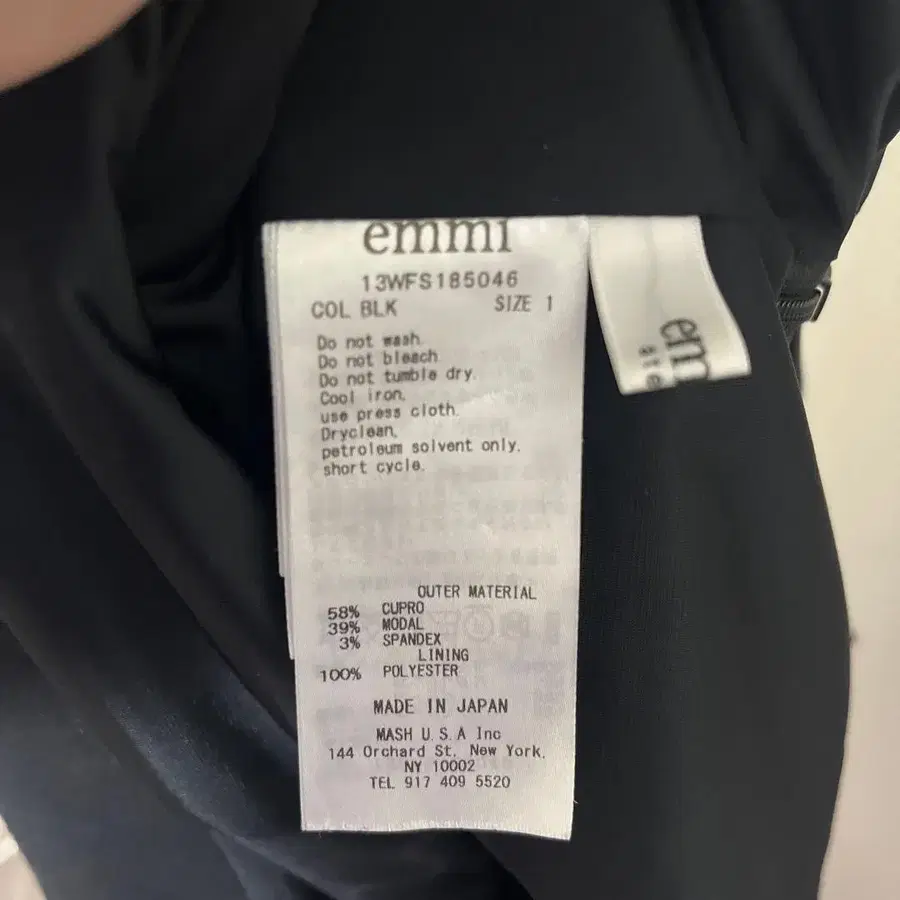 emmi
13WFS185046
COL BLK SIZE 1
Do not wash.
Do not bleach.
Do not tumble dry.
Cool iron,
use press cloth.
Dryclean,
petroleum solvent only.
short cycle.
OUTER MATERIAL
58% CUPRO
39% MODAL
3% SPANDEX
LINING
100% POLYESTER
MADE IN JAPAN
MASH U.S.A Inc
144 Orchard St, New York,
NY 10002
TEL 917 409 5520
em